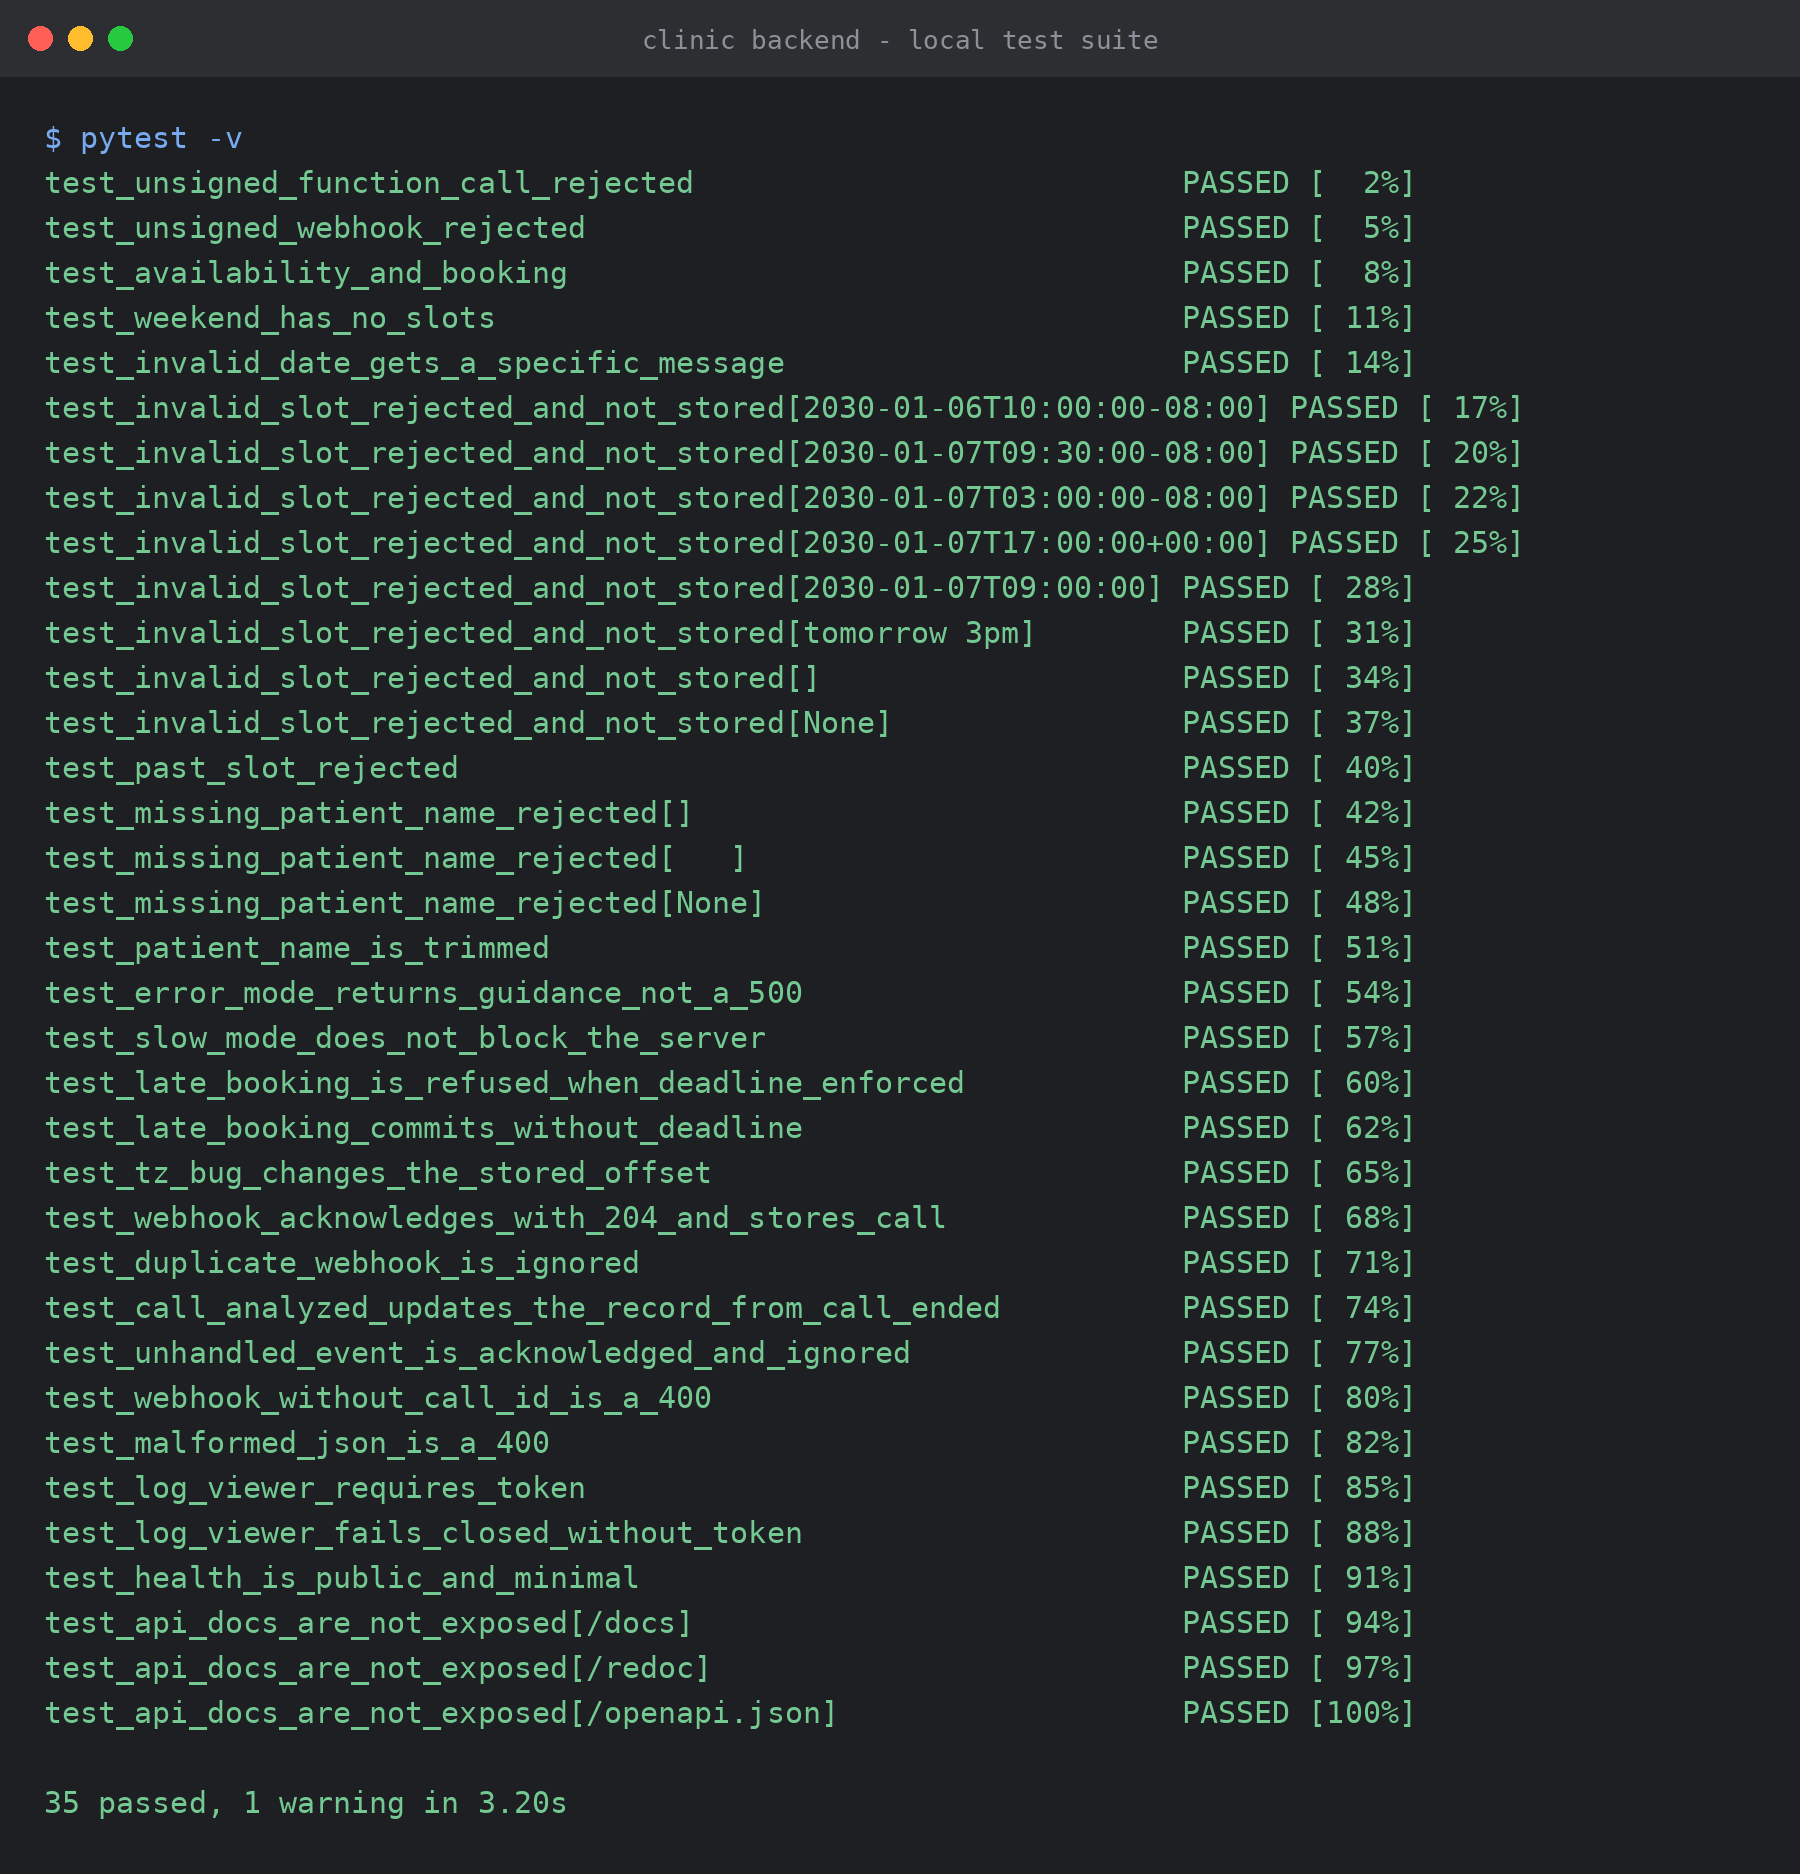 clinic backend - local test suite
$ pytest -v
test_unsigned_function_call_rejected PASSED [  2%]
test_unsigned_webhook_rejected PASSED [  5%]
test_availability_and_booking PASSED [  8%]
test_weekend_has_no_slots PASSED [ 11%]
test_invalid_date_gets_a_specific_message PASSED [ 14%]
test_invalid_slot_rejected_and_not_stored[2030-01-06T10:00:00-08:00] PASSED [ 17%]
test_invalid_slot_rejected_and_not_stored[2030-01-07T09:30:00-08:00] PASSED [ 20%]
test_invalid_slot_rejected_and_not_stored[2030-01-07T03:00:00-08:00] PASSED [ 22%]
test_invalid_slot_rejected_and_not_stored[2030-01-07T17:00:00+00:00] PASSED [ 25%]
test_invalid_slot_rejected_and_not_stored[2030-01-07T09:00:00] PASSED [ 28%]
test_invalid_slot_rejected_and_not_stored[tomorrow 3pm] PASSED [ 31%]
test_invalid_slot_rejected_and_not_stored[] PASSED [ 34%]
test_invalid_slot_rejected_and_not_stored[None] PASSED [ 37%]
test_past_slot_rejected PASSED [ 40%]
test_missing_patient_name_rejected[] PASSED [ 42%]
test_missing_patient_name_rejected[   ] PASSED [ 45%]
test_missing_patient_name_rejected[None] PASSED [ 48%]
test_patient_name_is_trimmed PASSED [ 51%]
test_error_mode_returns_guidance_not_a_500 PASSED [ 54%]
test_slow_mode_does_not_block_the_server PASSED [ 57%]
test_late_booking_is_refused_when_deadline_enforced PASSED [ 60%]
test_late_booking_commits_without_deadline PASSED [ 62%]
test_tz_bug_changes_the_stored_offset PASSED [ 65%]
test_webhook_acknowledges_with_204_and_stores_call PASSED [ 68%]
test_duplicate_webhook_is_ignored PASSED [ 71%]
test_call_analyzed_updates_the_record_from_call_ended PASSED [ 74%]
test_unhandled_event_is_acknowledged_and_ignored PASSED [ 77%]
test_webhook_without_call_id_is_a_400 PASSED [ 80%]
test_malformed_json_is_a_400 PASSED [ 82%]
test_log_viewer_requires_token PASSED [ 85%]
test_log_viewer_fails_closed_without_token PASSED [ 88%]
test_health_is_public_and_minimal PASSED [ 91%]
test_api_docs_are_not_exposed[/docs] PASSED [ 94%]
test_api_docs_are_not_exposed[/redoc] PASSED [ 97%]
test_api_docs_are_not_exposed[/openapi.json] PASSED [100%]
35 passed, 1 warning in 3.20s